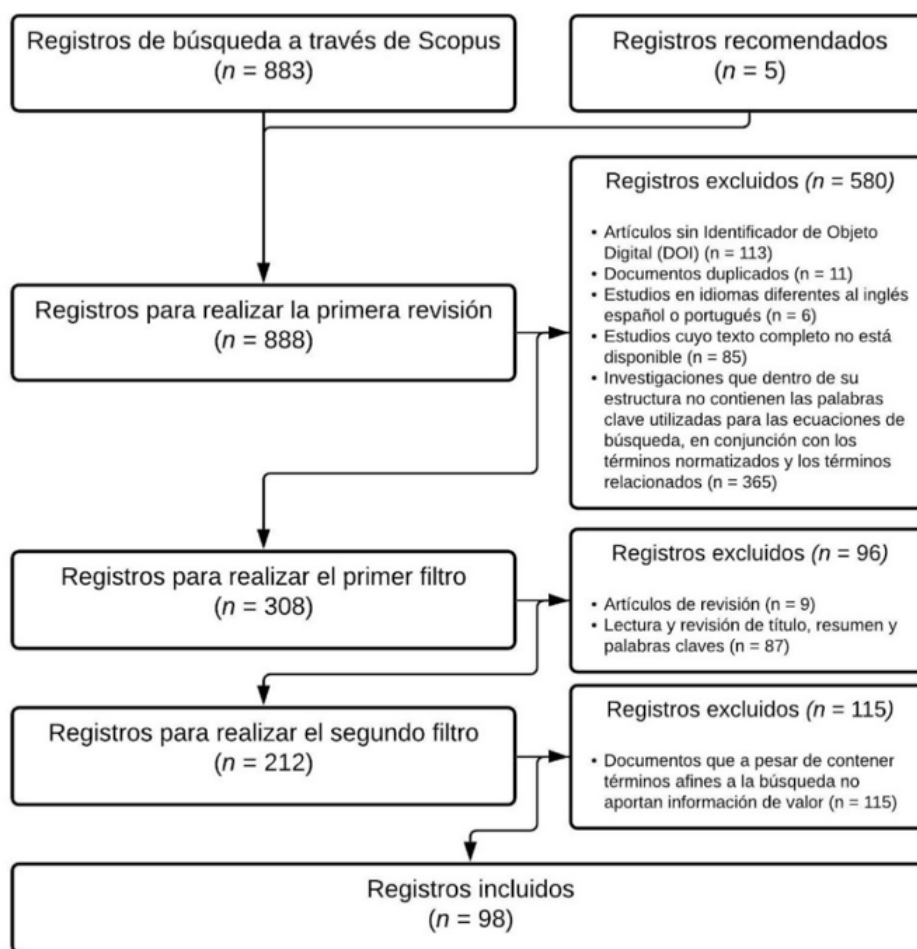 Registros de búsqueda a través de Scopus
(n = 883)
Registros recomendados
(n = 5)
Registros excluidos (n = 580)
• Artículos sin Identificador de Objeto
Digital (DOI) (n = 113)
• Documentos duplicados (n = 11)
• Estudios en idiomas diferentes al inglés
español o portugués (n = 6)
• Estudios cuyo texto completo no está
disponible (n = 85)
• Investigaciones que dentro de su
estructura no contienen las palabras
clave utilizadas para las ecuaciones de
búsqueda, en conjunción con los
términos normatizados y los términos
relacionados (n = 365)
Registros para realizar la primera revisión
(n = 888)
Registros para realizar el primer filtro
(n = 308)
Registros excluidos (n = 96)
• Artículos de revisión (n = 9)
• Lectura y revisión de título, resumen y
palabras claves (n = 87)
Registros para realizar el segundo filtro
(n = 212)
Registros excluidos (n = 115)
• Documentos que a pesar de contener
términos afines a la búsqueda no
aportan información de valor (n = 115)
Registros incluidos
(n = 98)